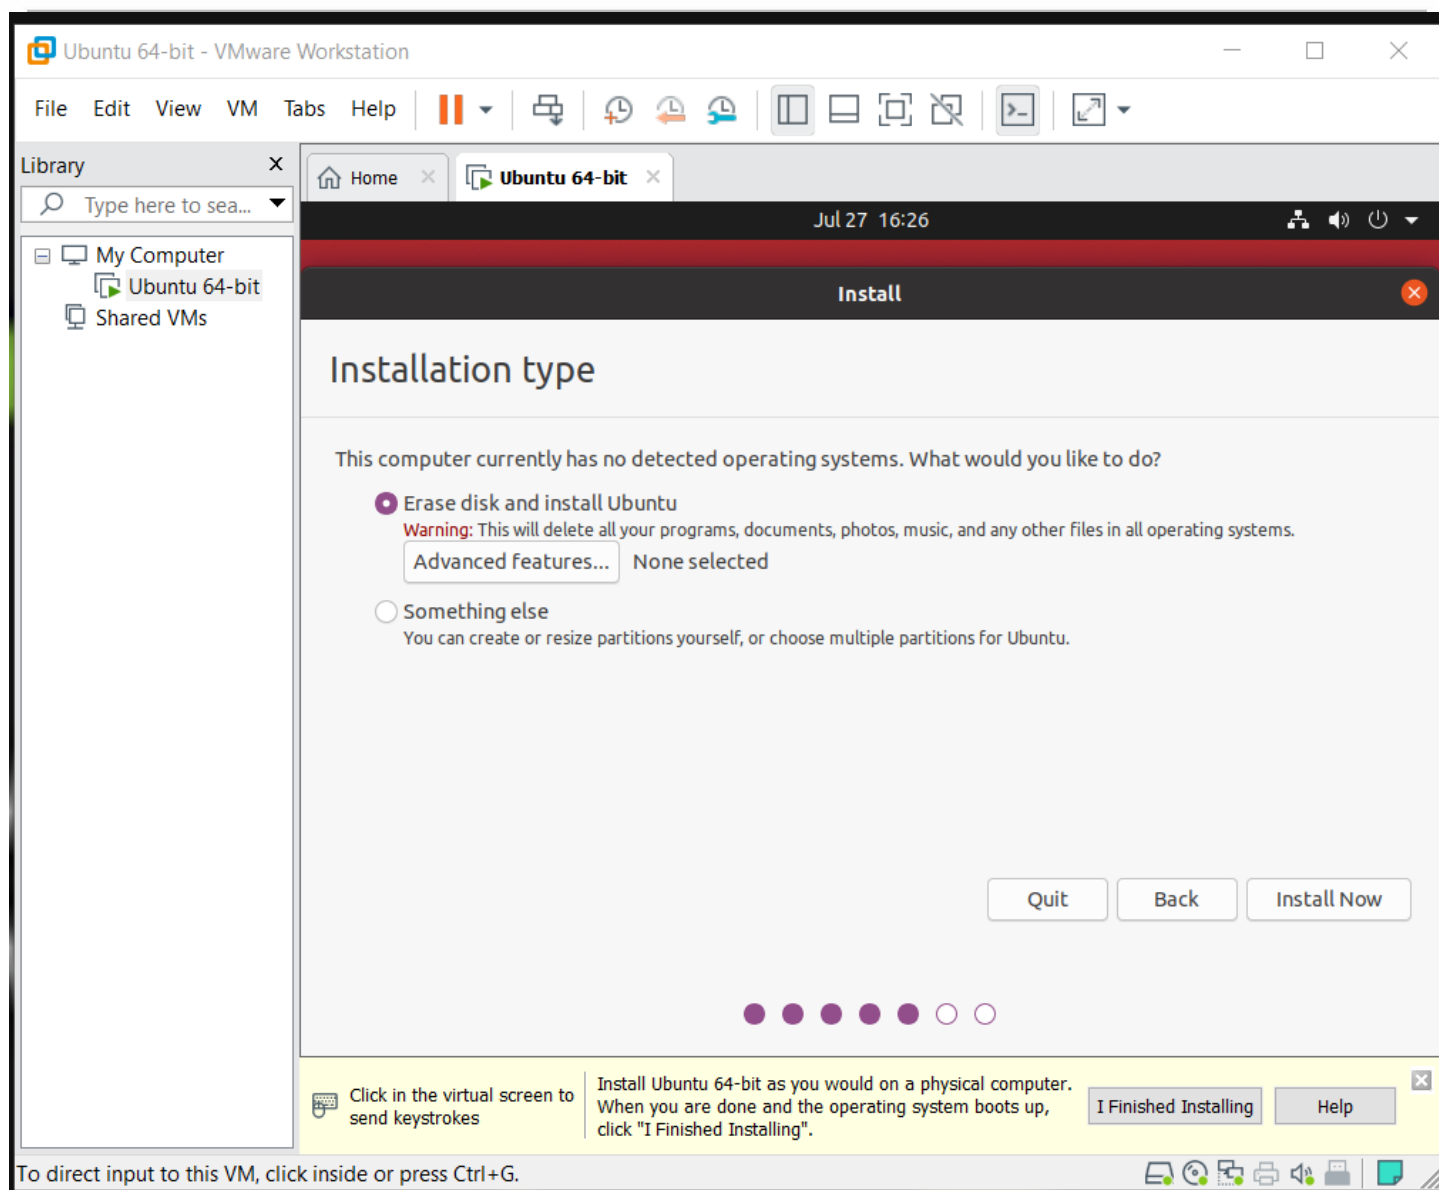 Ubuntu 64-bit - VMware Workstation
File Edit View VM Tabs Help
Library X
Type here to sea...
My Computer
Ubuntu 64-bit
Shared VMs
Home
Ubuntu 64-bit
Jul 27 16:26
Install
Installation type
This computer currently has no detected operating systems. What would you like to do?
Erase disk and install Ubuntu
Warning: This will delete all your programs, documents, photos, music, and any other files in all operating systems.
Advanced features... None selected
Something else
You can create or resize partitions yourself, or choose multiple partitions for Ubuntu.
Quit Back Install Now
Click in the virtual screen to
send keystrokes
Install Ubuntu 64-bit as you would on a physical computer.
When you are done and the operating system boots up,
click "I Finished Installing".
I Finished Installing Help
To direct input to this VM, click inside or press Ctrl+G.